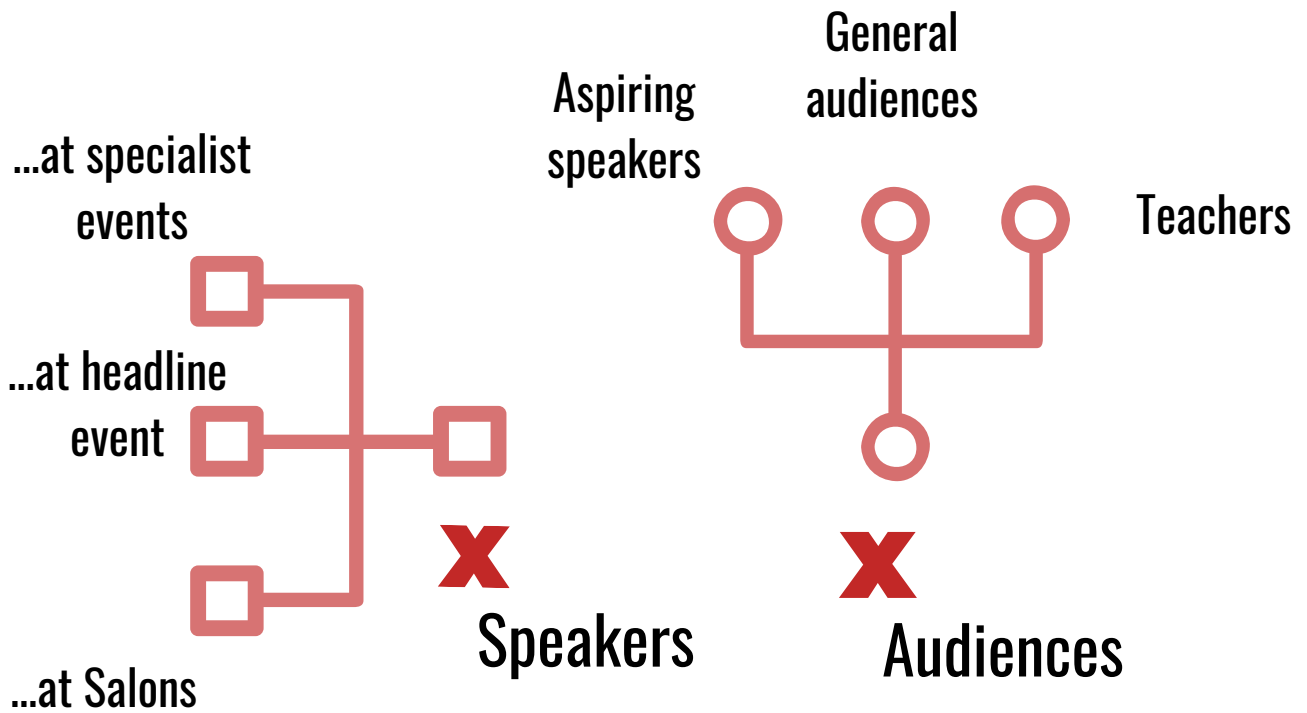 General
audiences
Aspiring
speakers
...at specialist
events
Teachers
...at headline
event
x
Speakers
x
Audiences
...at Salons